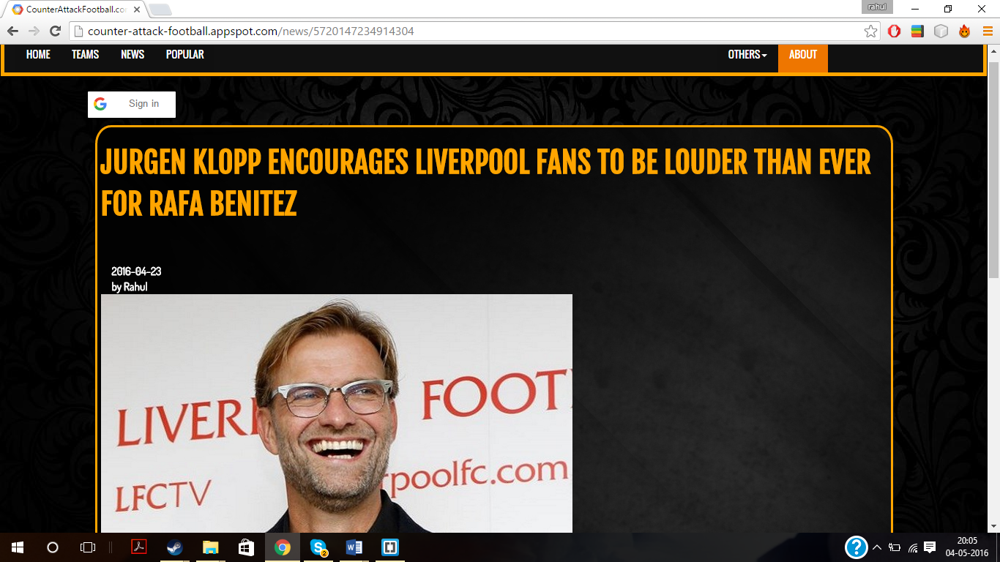 CounterAttackFootball.co
rahul
counter-attack-football.appspot.com/news/5720147234914304
HOME TEAMS NEWS POPULAR OTHERS ABOUT
Sign in
JURGEN KLOPP ENCOURAGES LIVERPOOL FANS TO BE LOUDER THAN EVER
FOR RAFA BENITEZ
2016-04-23
by Rahul
LIVER FOOT
LFCTV rpoolfc.com
2
20:05
04-05-2016